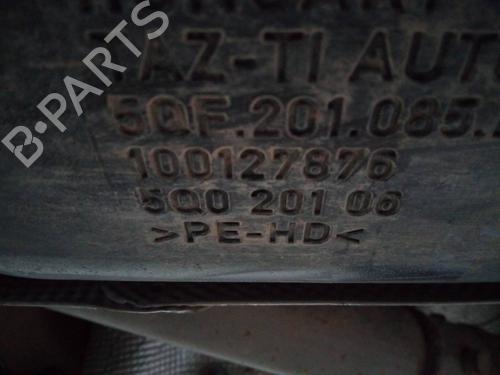 TAZ-TI AUT
5QF.201.085.
100127876
5Q0 201 06
>PE-HD<
B-PARTS